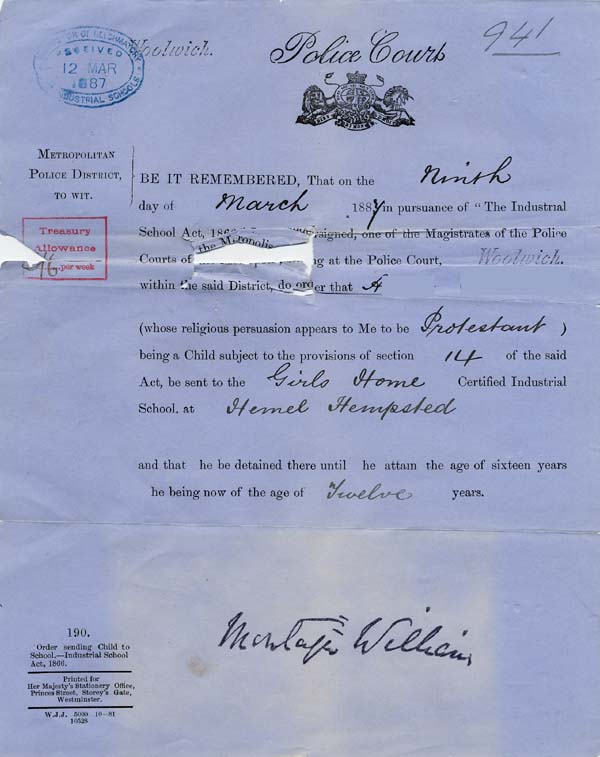 941
RECEIVED
12 MAR
1887
INDUSTRIAL SCHOOLS
Woolwich. Police Court
METROPOLITAN
POLICE DISTRICT,
TO WIT.
BE IT REMEMBERED, That on the Ninth
day of March 1887 in pursuance of "The Industrial
School Act, signed, one of the Magistrates of the Police
Courts of the Metropolis at the Police Court, Woolwich.
within the said District, do order that A
(whose religious persuasion appears to Me to be Protestant )
being a Child subject to the provisions of section 14 of the said
Act, be sent to the Girls Home Certified Industrial
School. at Hemel Hempsted
and that he be detained there until he attain the age of sixteen years
he being now of the age of Twelve years.
Treasury
Allowance
per week
Montagu Williams
190.
Order sending Child to
School.—Industrial School
Act, 1866.
Printed for
Her Majesty's Stationery Office,
Princes Street, Storey's Gate,
Westminster.
W.J.J. 5000 10—81
10528